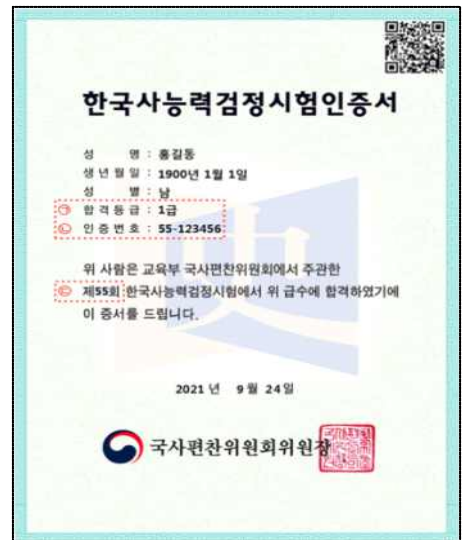 한국사능력검정시험인증서
성 명 : 홍길동
생 년 월 일 : 1900년 1월 1일
성 별 : 남
㉠ 합 격 등 급 : 1급
㉡ 인 증 번 호 : 55-123456
위 사람은 교육부 국사편찬위원회에서 주관한
㉢ 제55회 한국사능력검정시험에서 위 급수에 합격하였기에
이 증서를 드립니다.
2021 년 9 월 24 일
국사편찬위원회위원장